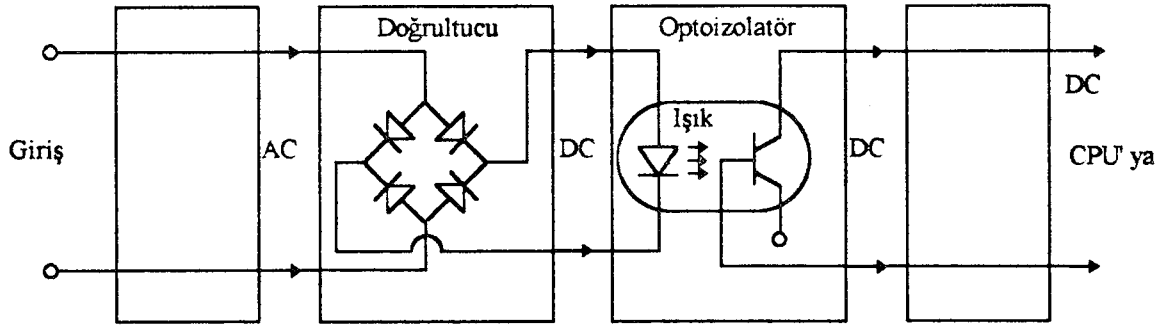 Doğrultucu
Optoizolatör
Işık
DC
Giriş
AC
DC
DC
CPU' ya